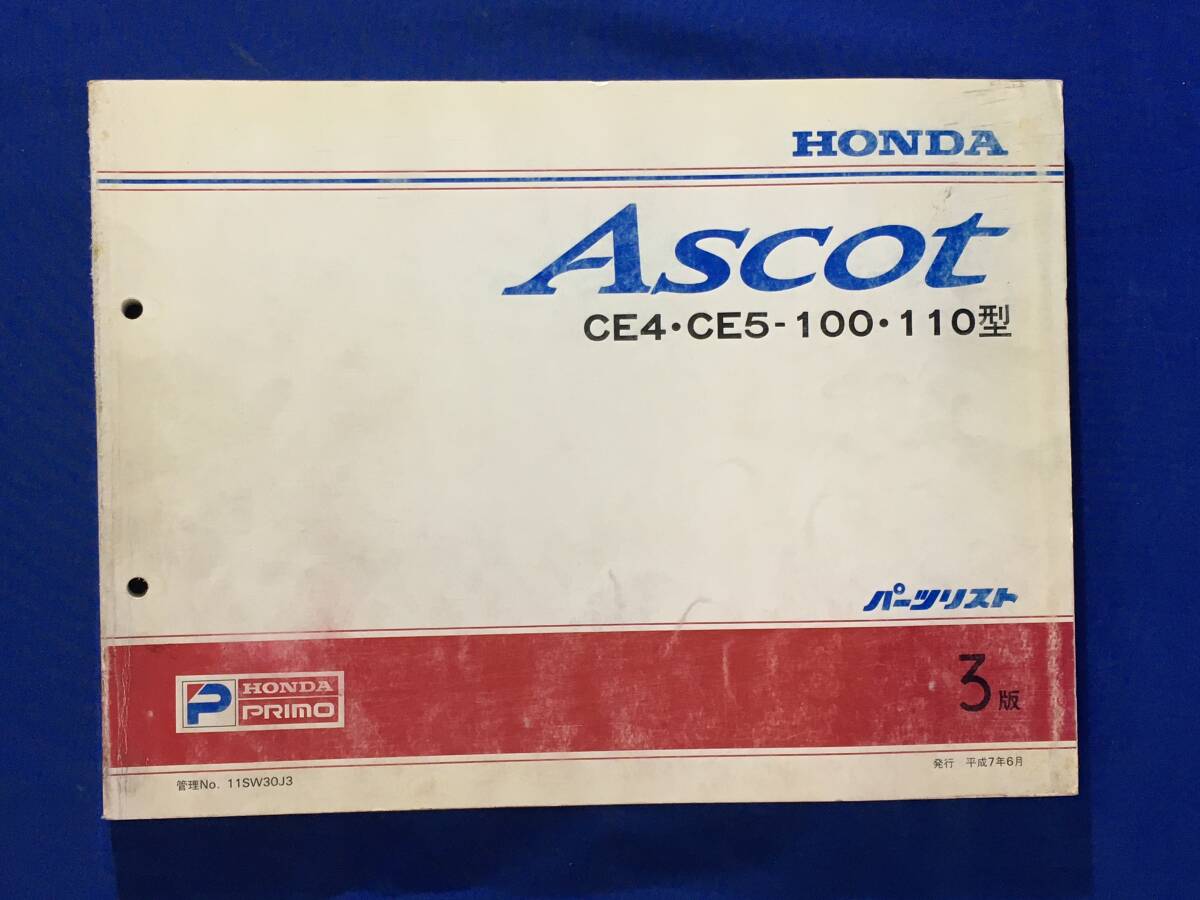 HONDA
Ascot
CE4・CE5-100・110型
パーツリスト
3版
P HONDA
PRIMO
発行 平成7年6月
管理No. 11SW30J3